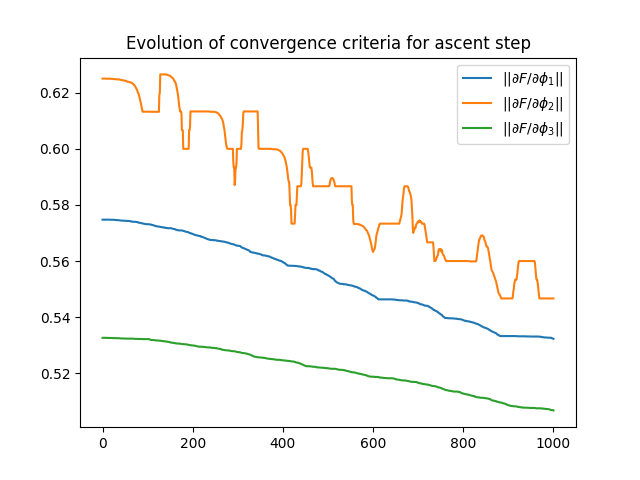 Evolution of convergence criteria for ascent step
||∂F/∂ϕ₁||
||∂F/∂ϕ₂||
||∂F/∂ϕ₃||
0.62
0.60
0.58
0.56
0.54
0.52
0 200 400 600 800 1000